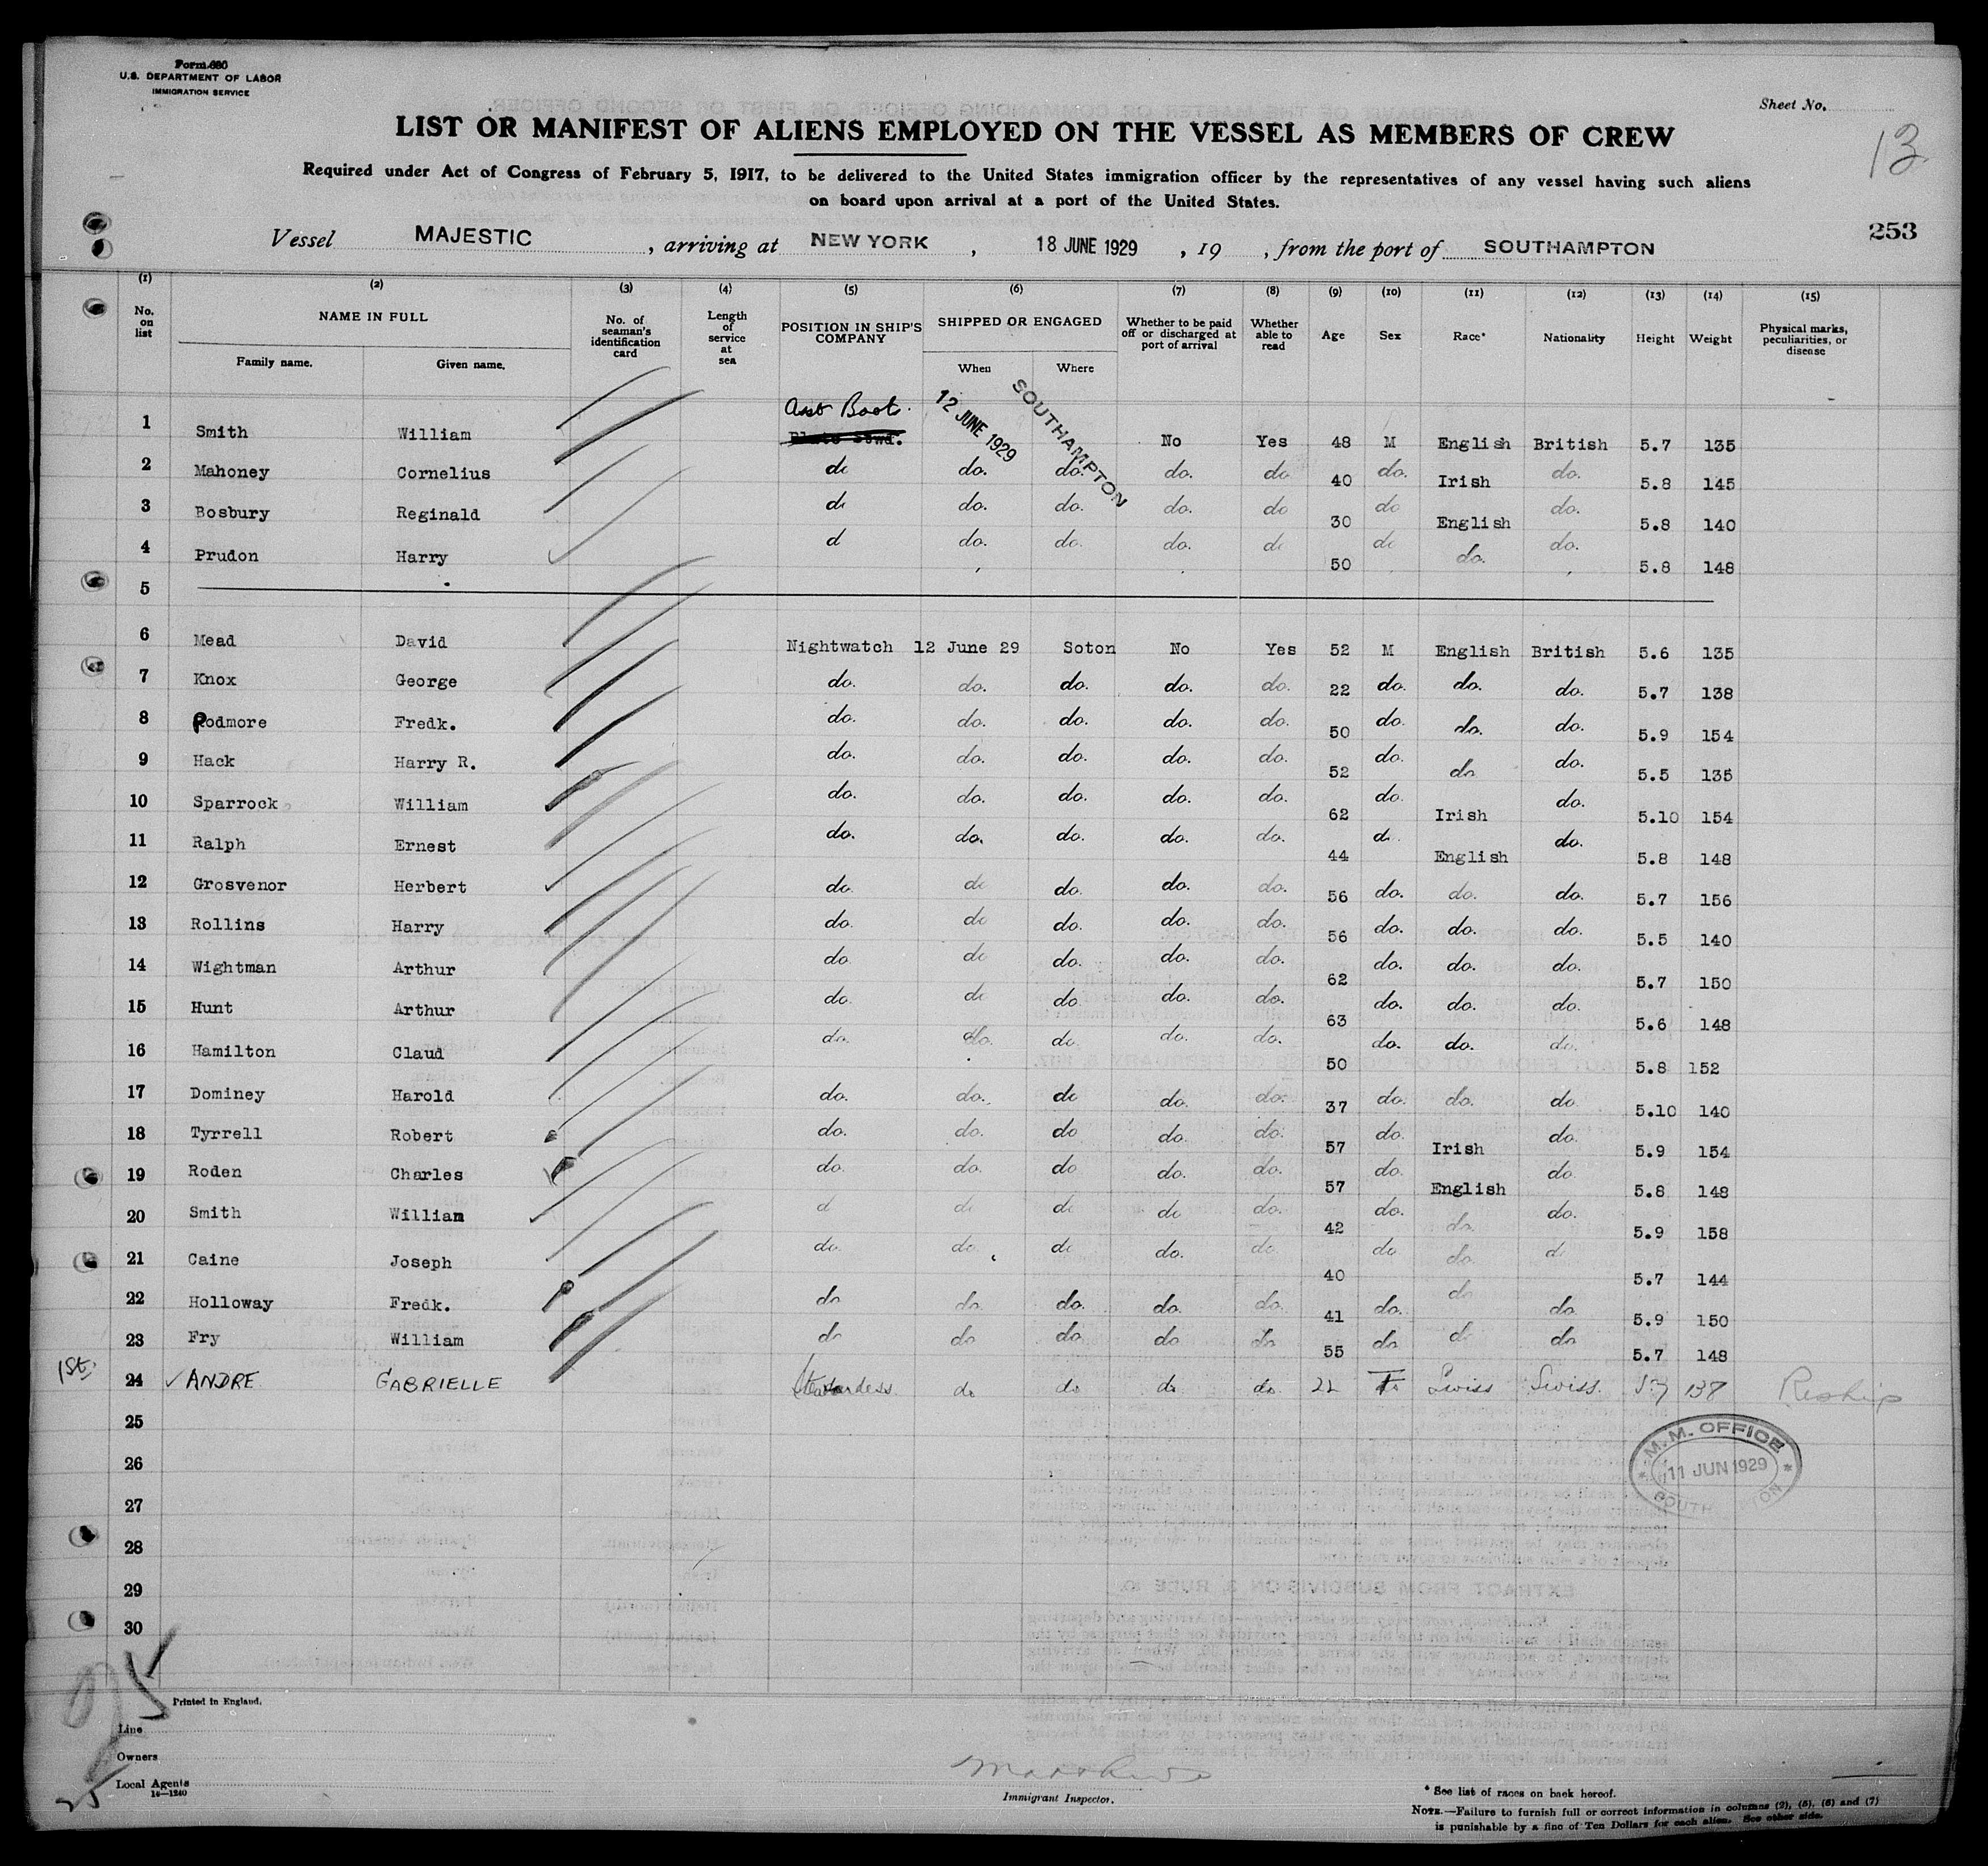 Form 680
U.S. DEPARTMENT OF LABOR
IMMIGRATION SERVICE
Sheet No.
13
LIST OR MANIFEST OF ALIENS EMPLOYED ON THE VESSEL AS MEMBERS OF CREW
Required under Act of Congress of February 5, 1917, to be delivered to the United States immigration officer by the representatives of any vessel having such aliens
on board upon arrival at a port of the United States.
253
Vessel MAJESTIC , arriving at NEW YORK , 18 JUNE 1929 , 19 , from the port of SOUTHAMPTON
(1) (2) (3) (4) (5) (6) (7) (8) (9) (10) (11) (12) (13) (14) (15)
No. on list NAME IN FULL Family name. Given name. No. of seaman's identification card Length of service at sea POSITION IN SHIP'S COMPANY SHIPPED OR ENGAGED When Where Whether to be paid off or discharged at port of arrival Whether able to read Age Sex Race* Nationality Height Weight Physical marks, peculiarities, or disease
Asst Boots.
1 Smith William 12 JUNE 1929 SOUTHAMPTON No Yes 48 M English British 5.7 135
2 Mahoney Cornelius do do. do. do. do 40 do. Irish do. 5.8 145
3 Bosbury Reginald do do. do. do. do 30 do English do. 5.8 140
4 Prudon Harry d do. do. do. do 50 do do. do. 5.8 148
5
6 Mead David Nightwatch 12 June 29 Soton No Yes 52 M English British 5.6 135
7 Knox George do. do. do. do. do. 22 do. do. do. 5.7 138
8 Podmore Fredk. do. do. do. do. do. 50 do. do. do. 5.9 154
9 Hack Harry R. do. do. do. do. do. 52 do. do do. 5.5 135
10 Sparrock William do. do. do. do. do. 62 do. Irish do. 5.10 154
11 Ralph Ernest do. do. do. do. do. 44 d. English do. 5.8 148
12 Grosvenor Herbert do. do do. do. do. 56 do. do. do. 5.7 156
13 Rollins Harry do. do do. do. do. 56 do. do. do. 5.5 140
14 Wightman Arthur do do do. do. do. 62 do. do. do. 5.7 150
15 Hunt Arthur do. do do do. do. 63 do. do. do. 5.6 148
16 Hamilton Claud do. do. do. do. do. 50 do. do. do. 5.8 152
17 Dominey Harold do. do. do do. do. 37 do. do. do 5.10 140
18 Tyrrell Robert do. do. do do. do. 57 do. Irish do. 5.9 154
19 Roden Charles do. do. do do. do. 57 do. English do 5.8 148
20 Smith William d do do do do. 42 do. do. do. 5.9 158
21 Caine Joseph do. do. do do. do 40 do do. d 5.7 144
22 Holloway Fredk. do do. do. do. do. 41 do. do do. 5.9 150
23 Fry William do do do do do 55 do do do 5.7 148
1st. 24 ANDRE GABRIELLE Stewardess do do do do 22 F Swiss Swiss. 5.7 137 Reship
25
26
27
28
29
30
M.M. OFFICE
11 JUN 1929
SOUTHAMPTON
Printed in England.
Line
Owners
Local Agents
14—1240
25
Immigrant Inspector.
* See list of races on back hereof.
NOTE.—Failure to furnish full or correct information in columns (2), (5), (6) and (7)
is punishable by a fine of Ten Dollars for each alien. See other side.